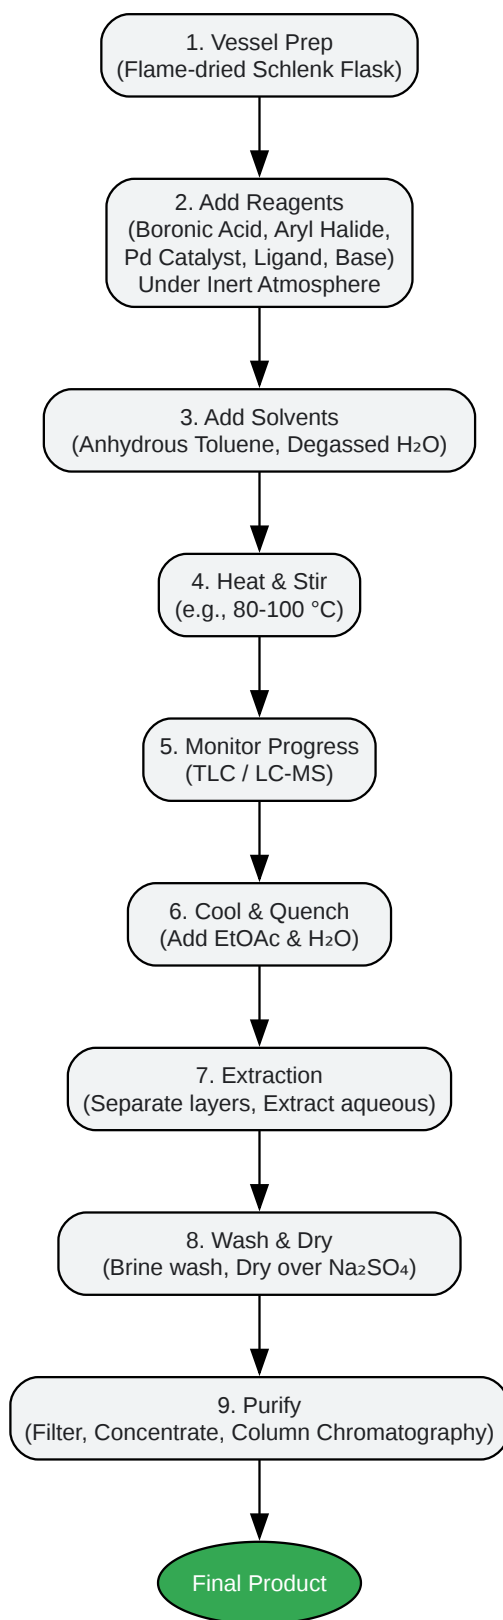 1. Vessel Prep
(Flame-dried Schlenk Flask)
2. Add Reagents
(Boronic Acid, Aryl Halide,
Pd Catalyst, Ligand, Base)
Under Inert Atmosphere
3. Add Solvents
(Anhydrous Toluene, Degassed H₂O)
4. Heat & Stir
(e.g., 80-100 °C)
5. Monitor Progress
(TLC / LC-MS)
6. Cool & Quench
(Add EtOAc & H₂O)
7. Extraction
(Separate layers, Extract aqueous)
8. Wash & Dry
(Brine wash, Dry over Na₂SO₄)
9. Purify
(Filter, Concentrate, Column Chromatography)
Final Product